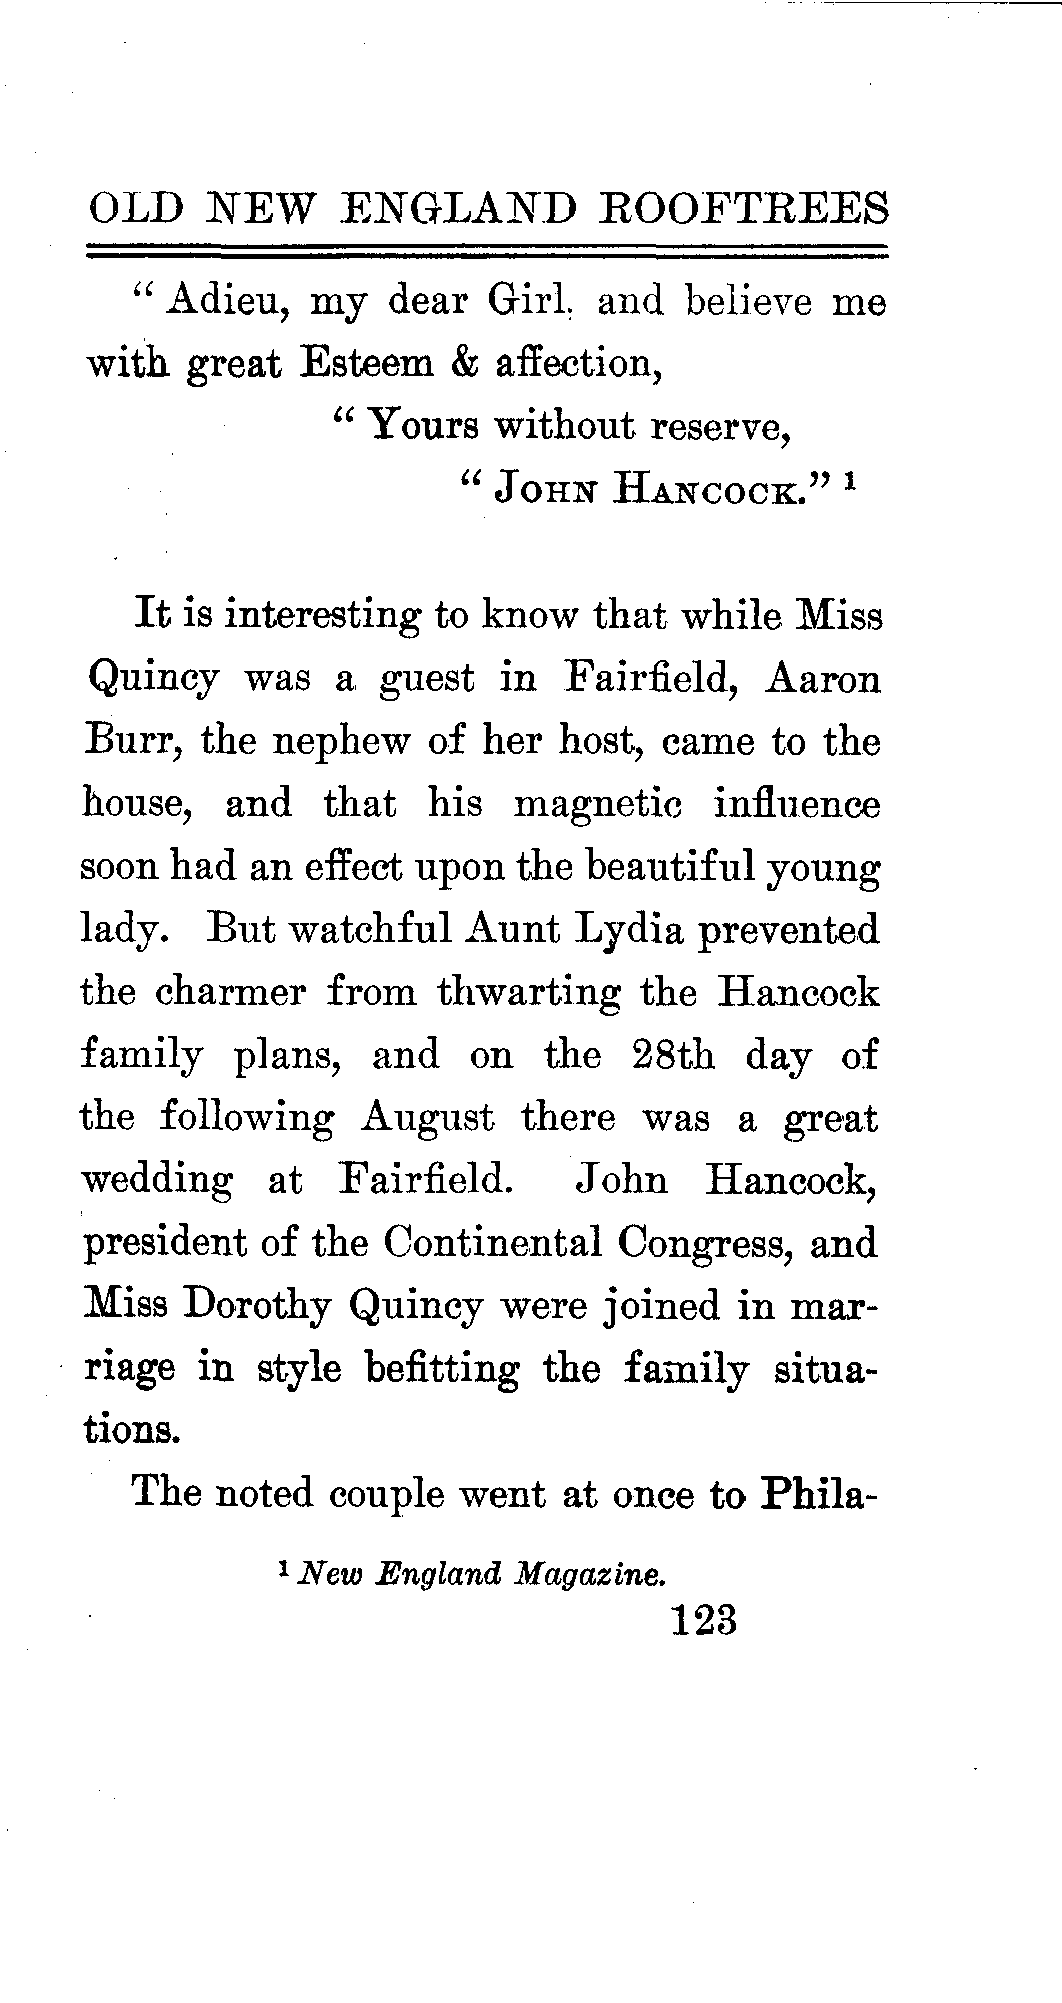 OLD NEW ENGLAND ROOFTREES
“ Adieu, my dear Girl, and believe me
with great Esteem & affection,
“ Yours without reserve,
“ JOHN HANCOCK.” ¹
It is interesting to know that while Miss
Quincy was a guest in Fairfield, Aaron
Burr, the nephew of her host, came to the
house, and that his magnetic influence
soon had an effect upon the beautiful young
lady. But watchful Aunt Lydia prevented
the charmer from thwarting the Hancock
family plans, and on the 28th day of
the following August there was a great
wedding at Fairfield. John Hancock,
president of the Continental Congress, and
Miss Dorothy Quincy were joined in mar-
riage in style befitting the family situa-
tions.
The noted couple went at once to Phila-
¹ New England Magazine.
123